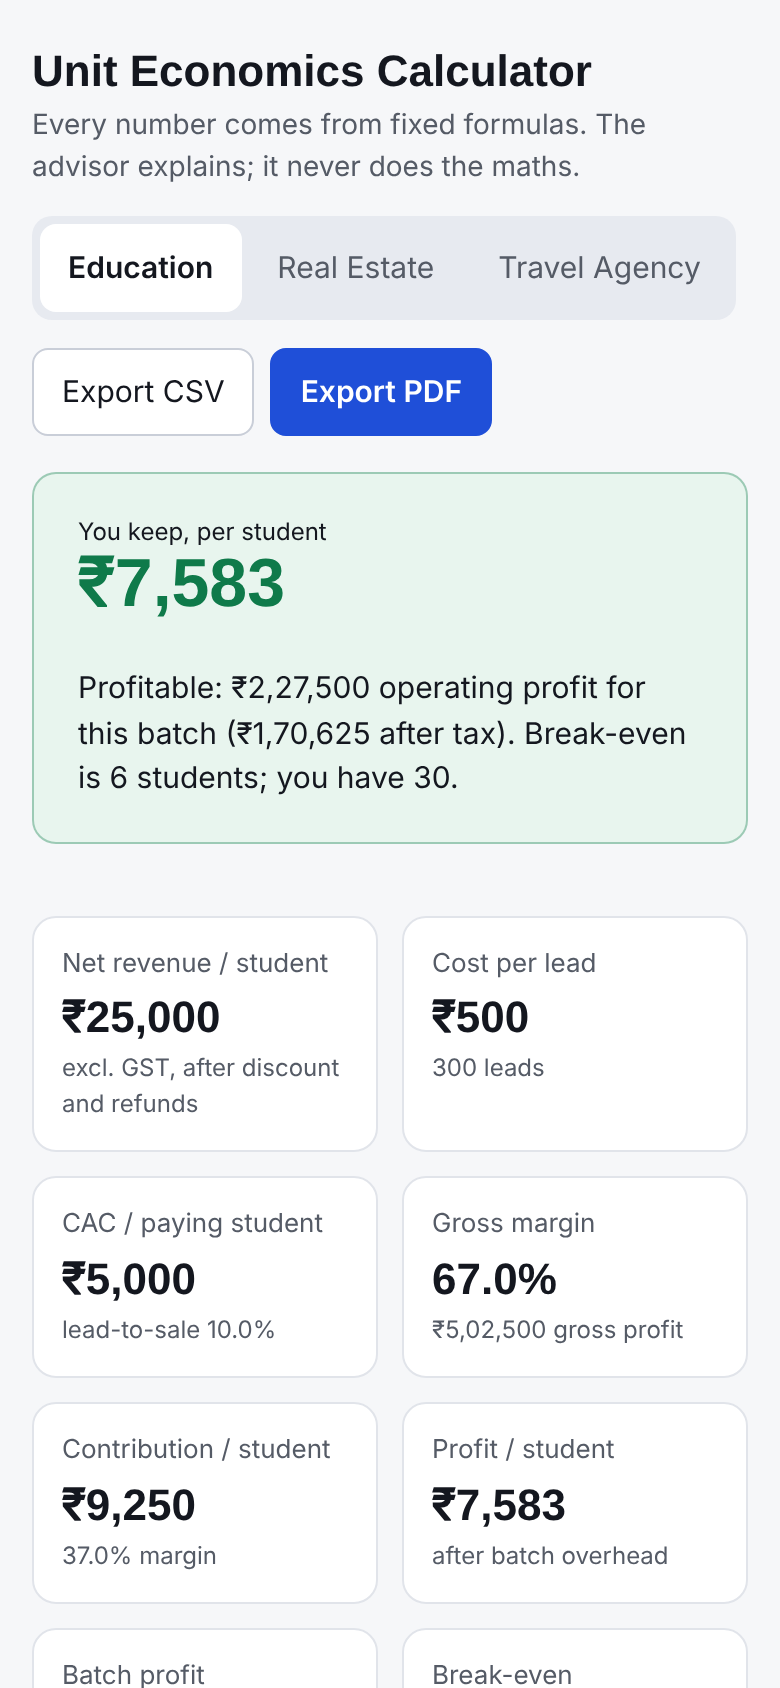 Unit Economics Calculator
Every number comes from fixed formulas. The
advisor explains; it never does the maths.
Education
Real Estate
Travel Agency
Export CSV
Export PDF
You keep, per student
₹7,583
Profitable: ₹2,27,500 operating profit for
this batch (₹1,70,625 after tax). Break-even
is 6 students; you have 30.
Net revenue / student
₹25,000
excl. GST, after discount
and refunds
Cost per lead
₹500
300 leads
CAC / paying student
₹5,000
lead-to-sale 10.0%
Gross margin
67.0%
₹5,02,500 gross profit
Contribution / student
₹9,250
37.0% margin
Profit / student
₹7,583
after batch overhead
Batch profit
Break-even